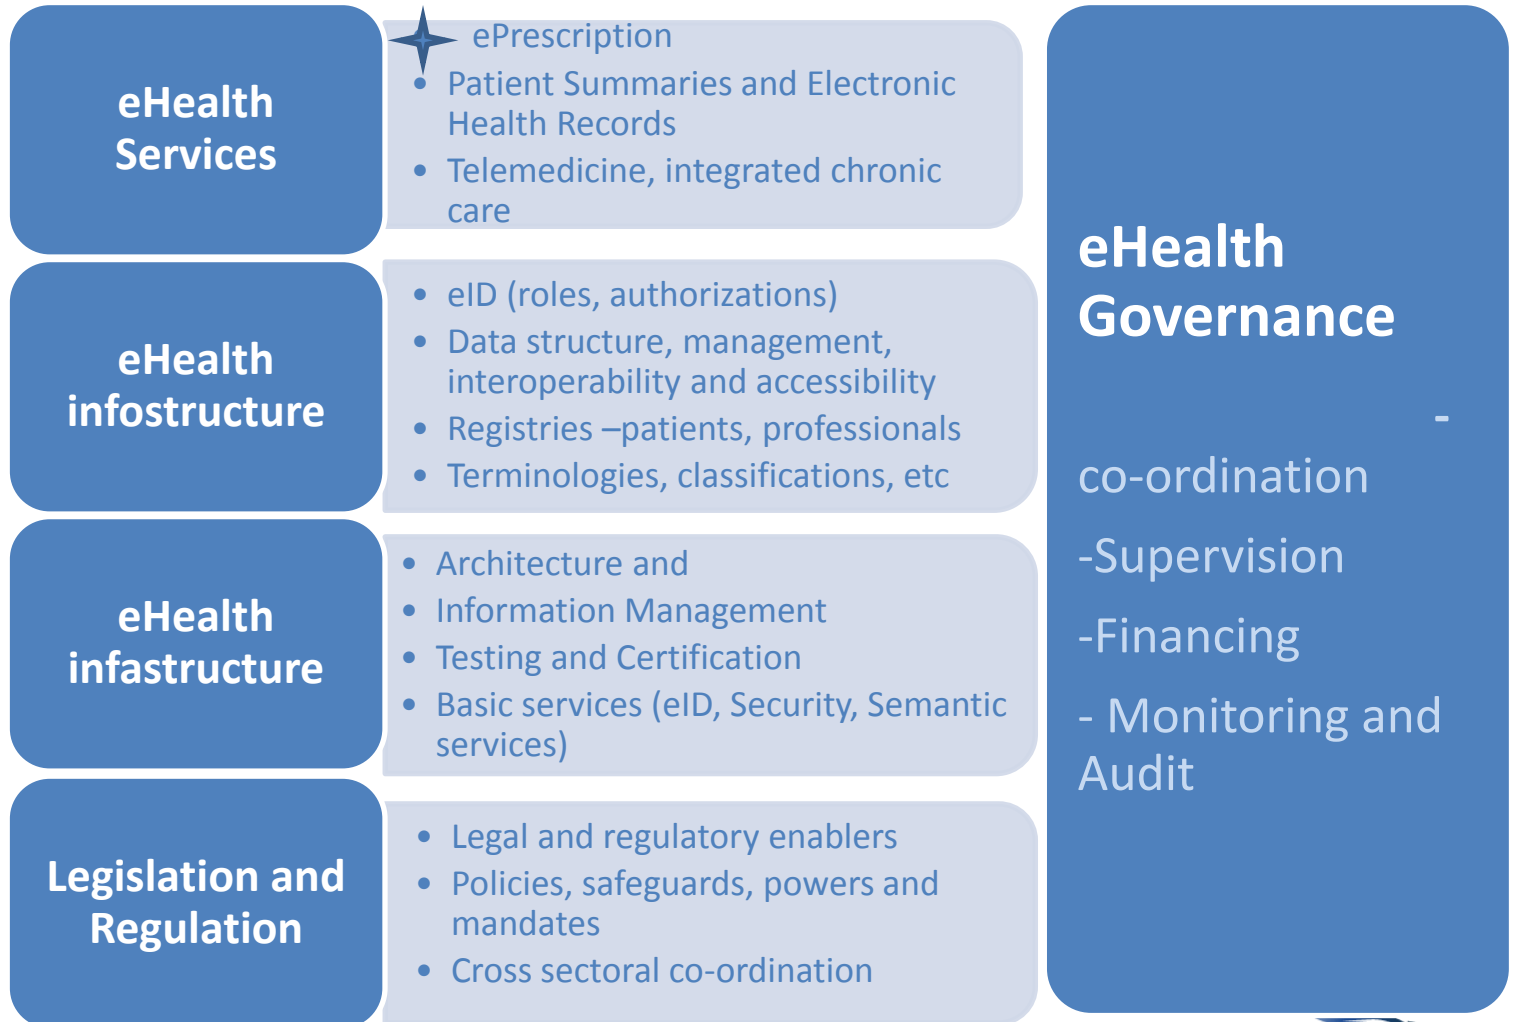 eHealth
Services
ePrescription
• Patient Summaries and Electronic
Health Records
• Telemedicine, integrated chronic
care
eHealth
infostructure
• eID (roles, authorizations)
• Data structure, management,
interoperability and accessibility
• Registries –patients, professionals
• Terminologies, classifications, etc
eHealth
infastructure
• Architecture and
• Information Management
• Testing and Certification
• Basic services (eID, Security, Semantic
services)
Legislation and
Regulation
• Legal and regulatory enablers
• Policies, safeguards, powers and
mandates
• Cross sectoral co-ordination
eHealth
Governance
-
co-ordination
-Supervision
-Financing
- Monitoring and
Audit